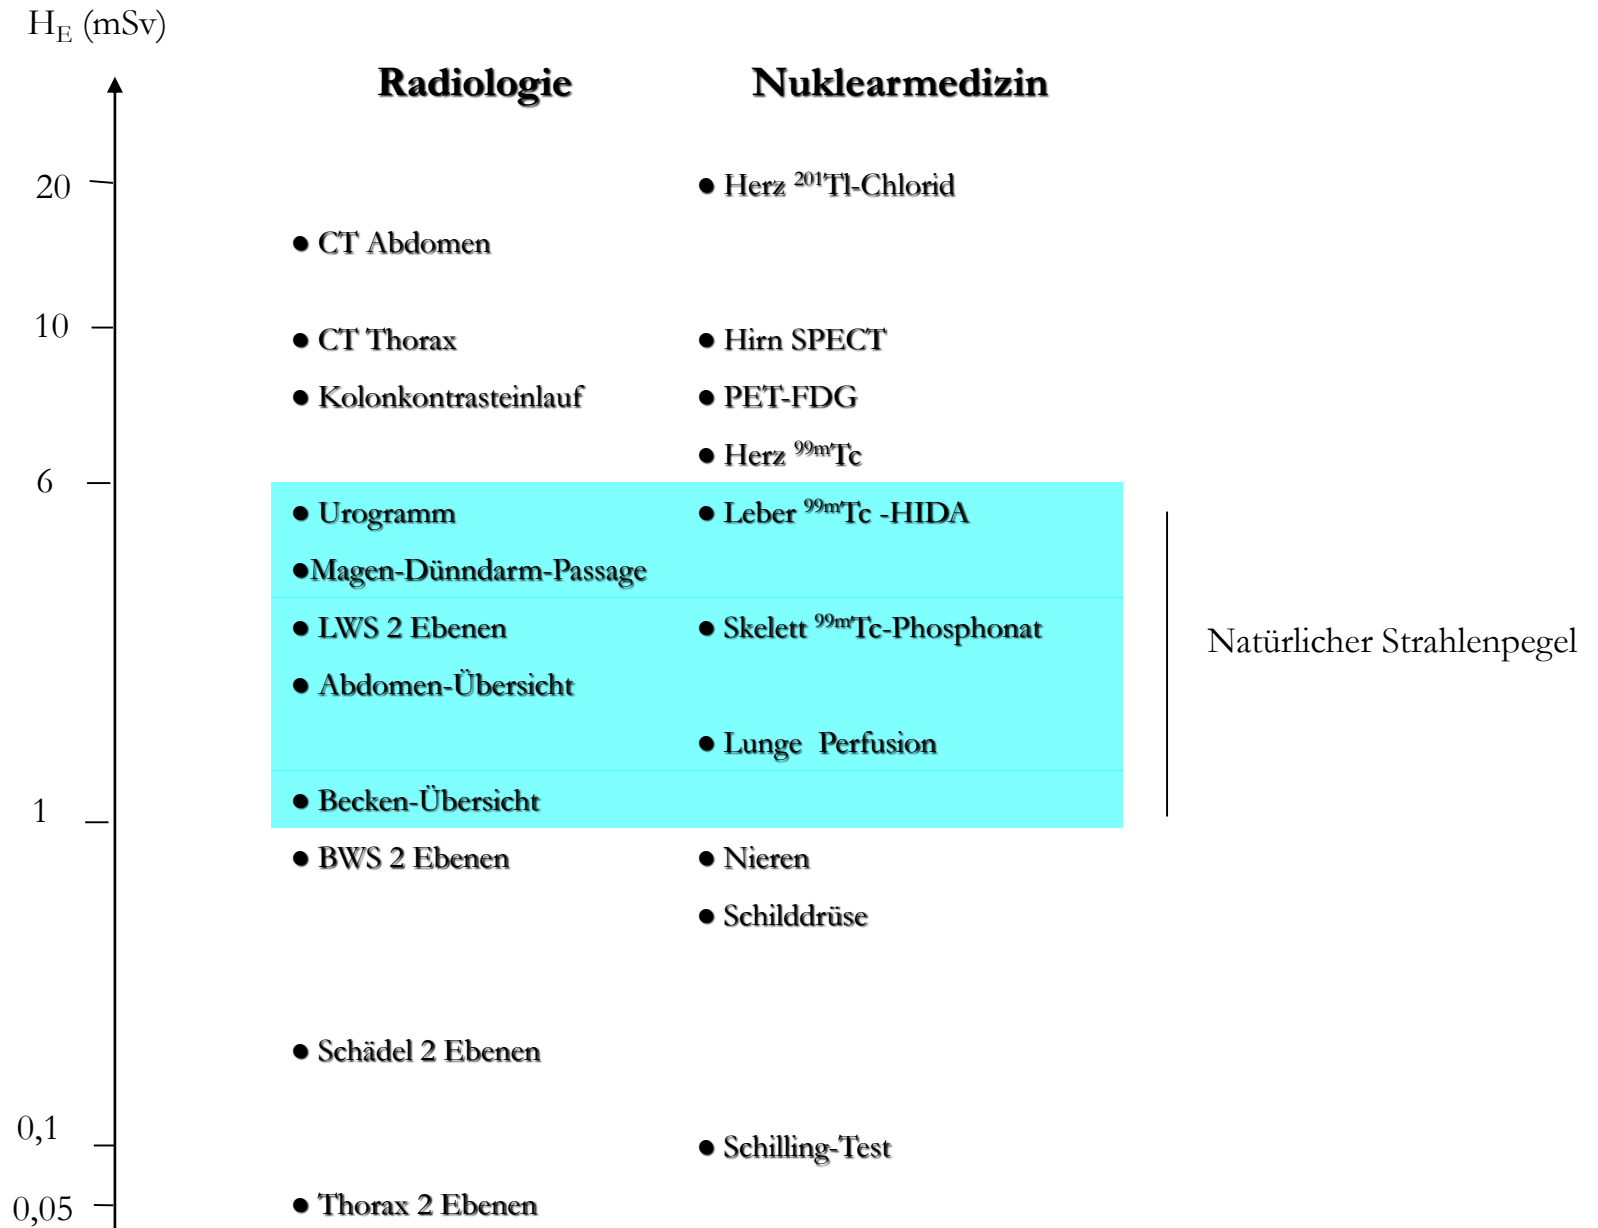 H_E (mSv)
Radiologie Nuklearmedizin
20 ● Herz ²⁰¹Tl-Chlorid
● CT Abdomen
10 ● CT Thorax ● Hirn SPECT
● Kolonkontrasteinlauf ● PET-FDG
● Herz ⁹⁹ᵐTc
6
● Urogramm ● Leber ⁹⁹ᵐTc -HIDA
●Magen-Dünndarm-Passage
● LWS 2 Ebenen ● Skelett ⁹⁹ᵐTc-Phosphonat Natürlicher Strahlenpegel
● Abdomen-Übersicht
● Lunge Perfusion
1 ● Becken-Übersicht
● BWS 2 Ebenen ● Nieren
● Schilddrüse
● Schädel 2 Ebenen
0,1 ● Schilling-Test
0,05 ● Thorax 2 Ebenen